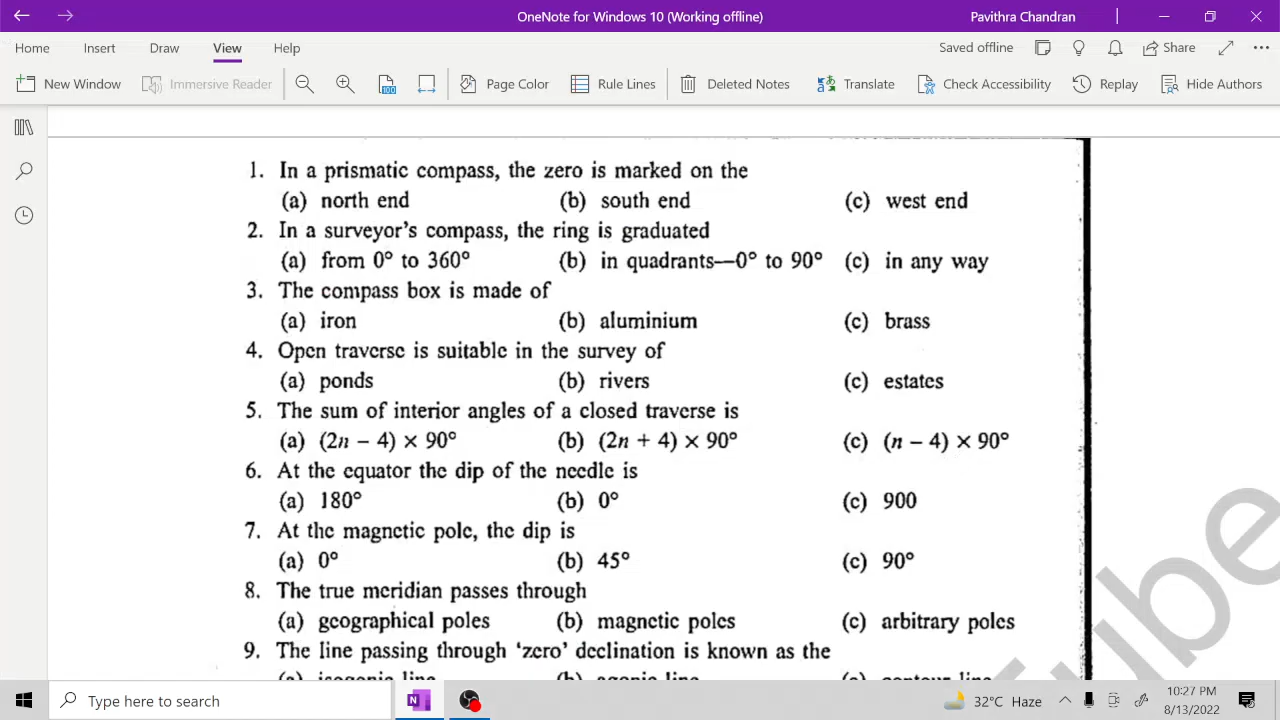 OneNote for Windows 10 (Working offline)
Pavithra Chandran
Home Insert Draw View Help
Saved offline
Share
New Window
Immersive Reader
100
Page Color
Rule Lines
Deleted Notes
Translate
Check Accessibility
Replay
Hide Authors
1. In a prismatic compass, the zero is marked on the
(a) north end (b) south end (c) west end
2. In a surveyor's compass, the ring is graduated
(a) from 0° to 360° (b) in quadrants—0° to 90° (c) in any way
3. The compass box is made of
(a) iron (b) aluminium (c) brass
4. Open traverse is suitable in the survey of
(a) ponds (b) rivers (c) estates
5. The sum of interior angles of a closed traverse is
(a) (2n − 4) × 90° (b) (2n + 4) × 90° (c) (n − 4) × 90°
6. At the equator the dip of the needle is
(a) 180° (b) 0° (c) 900
7. At the magnetic pole, the dip is
(a) 0° (b) 45° (c) 90°
8. The true meridian passes through
(a) geographical poles (b) magnetic poles (c) arbitrary poles
9. The line passing through 'zero' declination is known as the
(a) isogonic line (b) agonic line (c) contour line
Type here to search
32°C Haze
10:27 PM
8/13/2022